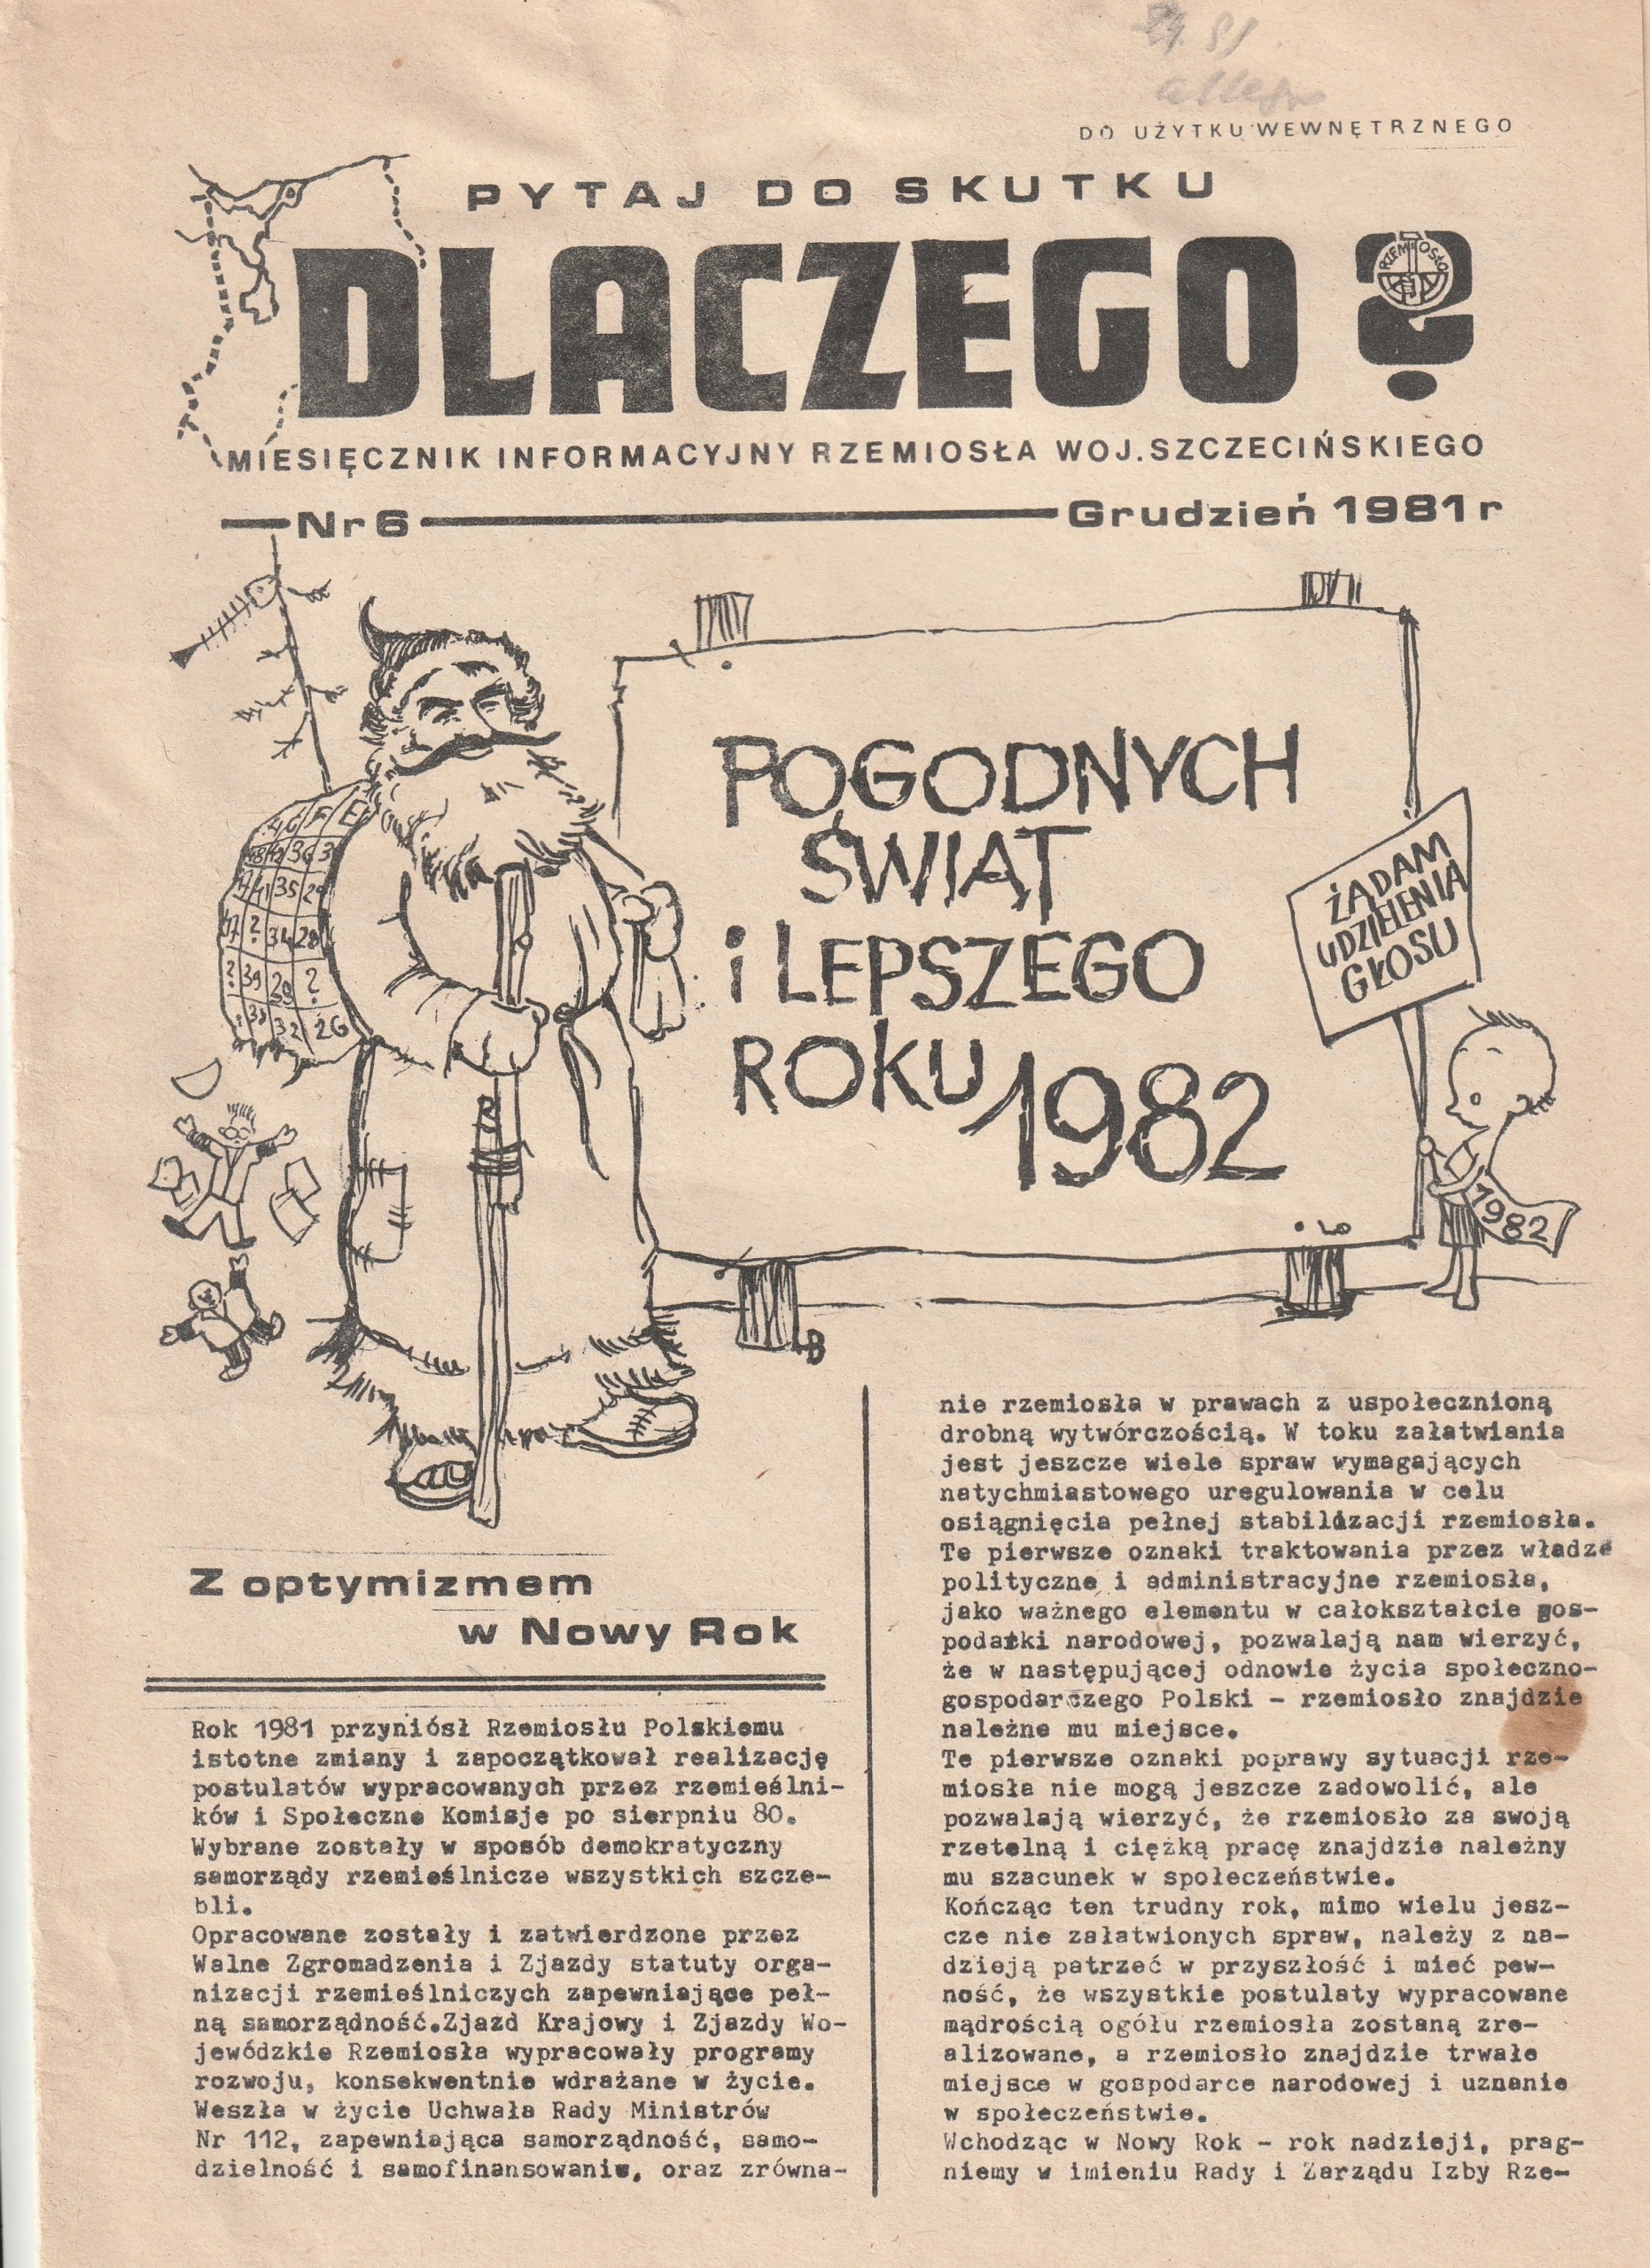 DO UŻYTKU WEWNĘTRZNEGO
PYTAJ DO SKUTKU
DLACZEGO?
RZEMIOSŁO
MIESIĘCZNIK INFORMACYJNY RZEMIOSŁA WOJ. SZCZECIŃSKIEGO
Nr 6 Grudzień 1981 r
POGODNYCH
ŚWIĄT
i LEPSZEGO
ROKU 1982
ŻĄDAM
UDZIELENIA
GŁOSU
1982
Z optymizmem
w Nowy Rok
Rok 1981 przyniósł Rzemiosłu Polskiemu
istotne zmiany i zapoczątkował realizację
postulatów wypracowanych przez rzemieślni-
ków i Społeczne Komisje po sierpniu 80.
Wybrane zostały w sposób demokratyczny
samorządy rzemieślnicze wszystkich szcze-
bli.
Opracowane zostały i zatwierdzone przez
Walne Zgromadzenia i Zjazdy statuty orga-
nizacji rzemieślniczych zapewniające peł-
ną samorządność.Zjazd Krajowy i Zjazdy Wo-
jewódzkie Rzemiosła wypracowały programy
rozwoju, konsekwentnie wdrażane w życie.
Weszła w życie Uchwała Rady Ministrów
Nr 112, zapewniająca samorządność, samo-
dzielność i samofinansowanie, oraz zrówna-
nie rzemiosła w prawach z uspołecznioną
drobną wytwórczością. W toku załatwiania
jest jeszcze wiele spraw wymagających
natychmiastowego uregulowania w celu
osiągnięcia pełnej stabilizacji rzemiosła.
Te pierwsze oznaki traktowania przez władze
polityczne i administracyjne rzemiosła,
jako ważnego elementu w całokształcie gos-
podarki narodowej, pozwalają nam wierzyć,
że w następującej odnowie życia społeczno-
gospodarczego Polski - rzemiosło znajdzie
należne mu miejsce.
Te pierwsze oznaki poprawy sytuacji rze-
miosła nie mogą jeszcze zadowolić, ale
pozwalają wierzyć, że rzemiosło za swoją
rzetelną i ciężką pracę znajdzie należny
mu szacunek w społeczeństwie.
Kończąc ten trudny rok, mimo wielu jesz-
cze nie załatwionych spraw, należy z na-
dzieją patrzeć w przyszłość i mieć pew-
ność, że wszystkie postulaty wypracowane
mądrością ogółu rzemiosła zostaną zre-
alizowane, a rzemiosło znajdzie trwałe
miejsce w gospodarce narodowej i uznanie
w społeczeństwie.
Wchodząc w Nowy Rok - rok nadziei, prag-
niemy w imieniu Rady i Zarządu Izby Rze-